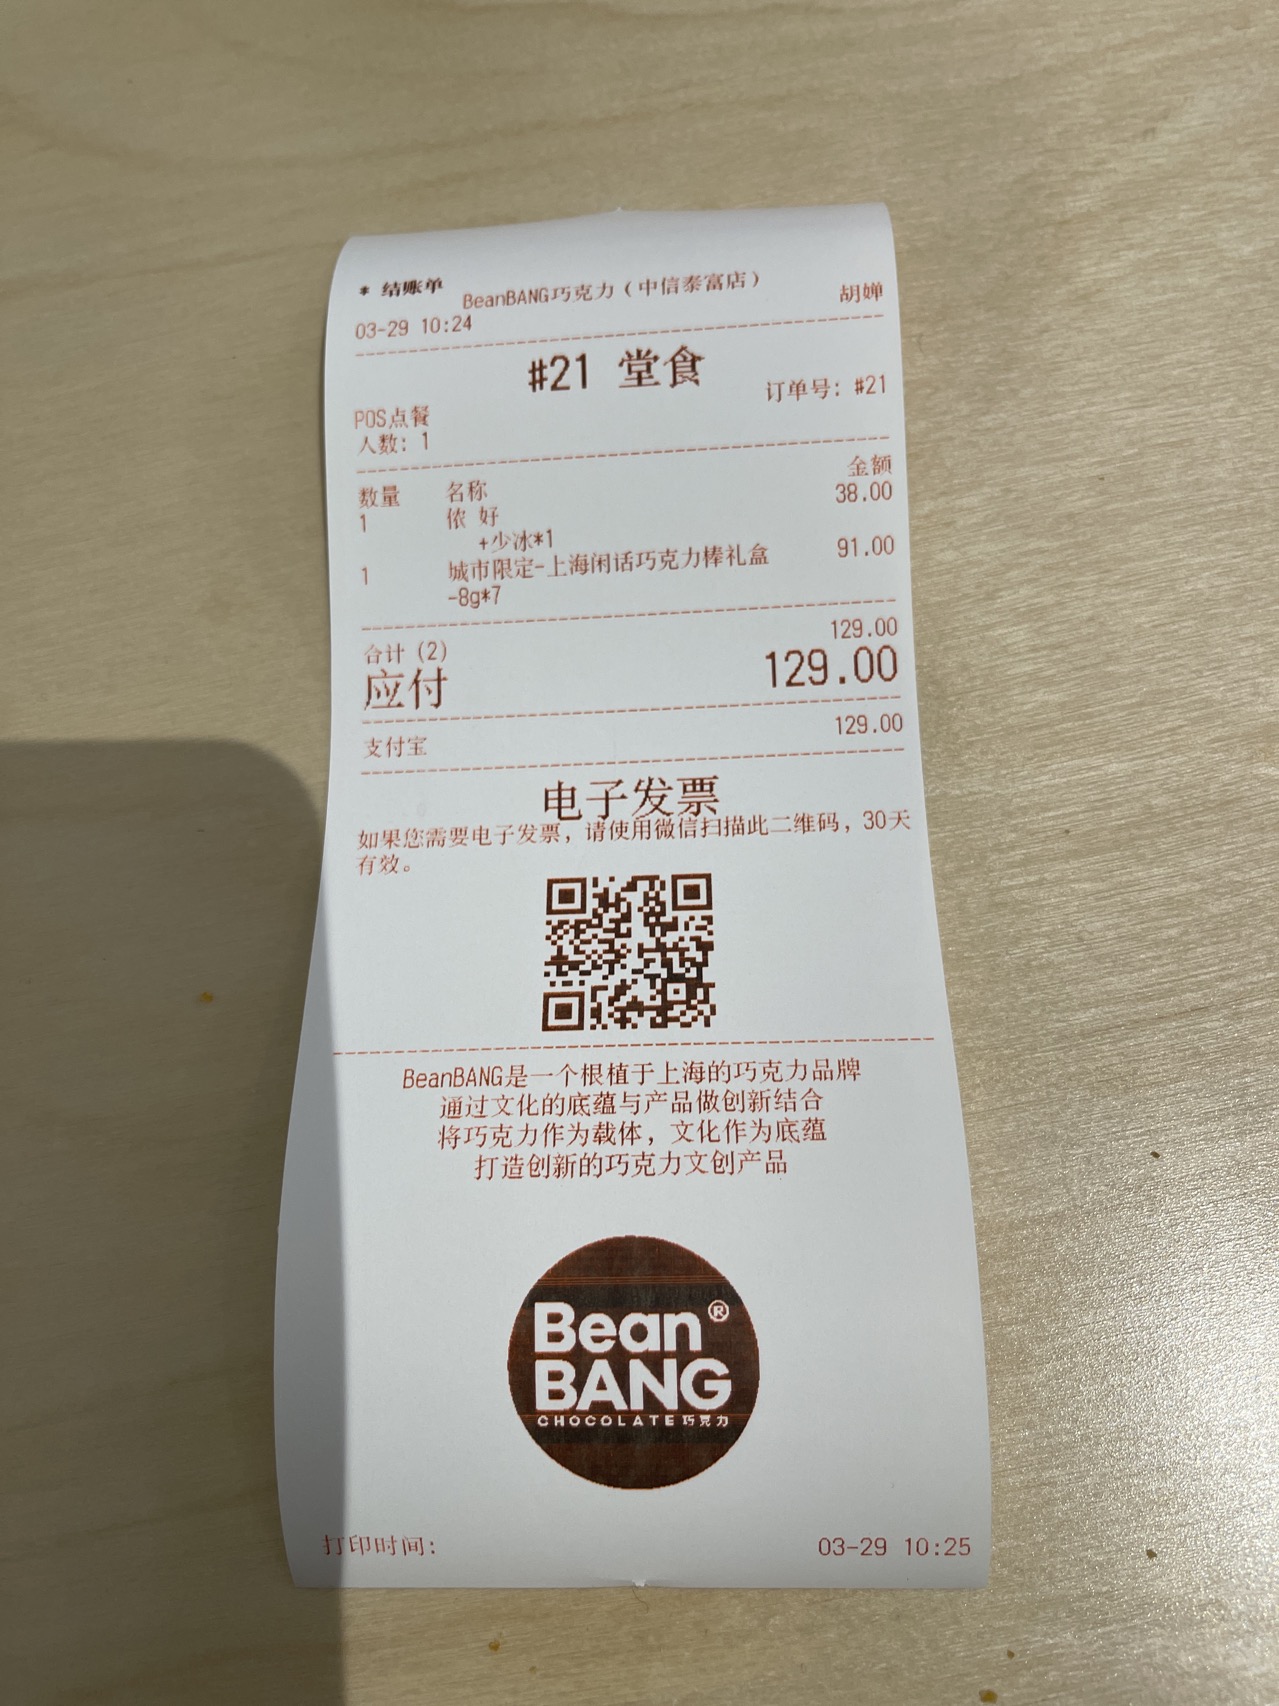 * 结账单
BeanBANG巧克力（中信泰富店）
03-29 10:24
胡婵
#21 堂食
订单号: #21
POS点餐
人数: 1
数量 名称 金额
1 侬 好 38.00
+少冰*1
1 城市限定-上海闲话巧克力棒礼盒 91.00
-8g*7
合计 (2) 129.00
应付 129.00
支付宝 129.00
电子发票
如果您需要电子发票，请使用微信扫描此二维码，30天
有效。
BeanBANG是一个根植于上海的巧克力品牌
通过文化的底蕴与产品做创新结合
将巧克力作为载体，文化作为底蕴
打造创新的巧克力文创产品
Bean®
BANG
CHOCOLATE 巧克力
打印时间: 03-29 10:25